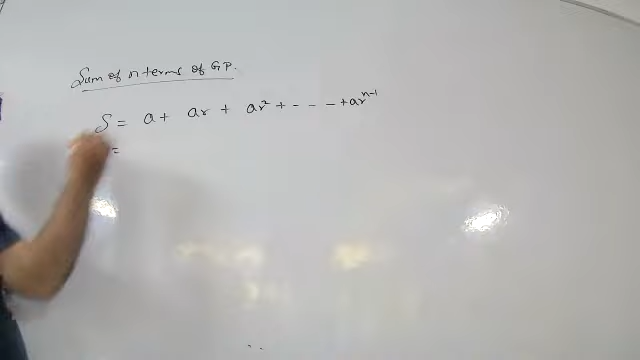 Sum of n terms of G.P.
S = a + ar + ar² + - - - + arⁿ⁻¹
=